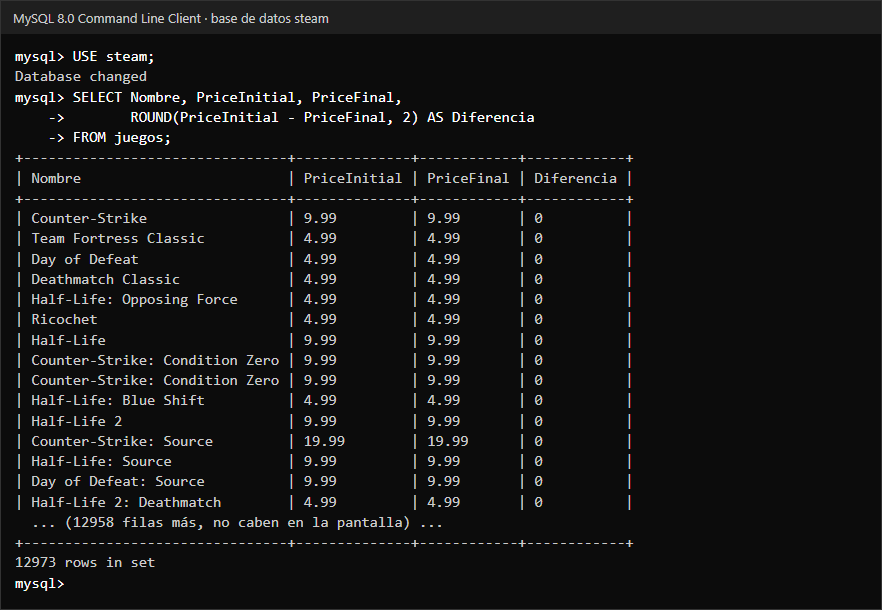 MySQL 8.0 Command Line Client · base de datos steam
mysql> USE steam;
Database changed
mysql> SELECT Nombre, PriceInitial, PriceFinal,
    ->        ROUND(PriceInitial - PriceFinal, 2) AS Diferencia
    -> FROM juegos;
+--------------------------------+--------------+------------+------------+
| Nombre                         | PriceInitial | PriceFinal | Diferencia |
+--------------------------------+--------------+------------+------------+
| Counter-Strike                 | 9.99         | 9.99       | 0          |
| Team Fortress Classic          | 4.99         | 4.99       | 0          |
| Day of Defeat                  | 4.99         | 4.99       | 0          |
| Deathmatch Classic             | 4.99         | 4.99       | 0          |
| Half-Life: Opposing Force      | 4.99         | 4.99       | 0          |
| Ricochet                       | 4.99         | 4.99       | 0          |
| Half-Life                      | 9.99         | 9.99       | 0          |
| Counter-Strike: Condition Zero | 9.99         | 9.99       | 0          |
| Counter-Strike: Condition Zero | 9.99         | 9.99       | 0          |
| Half-Life: Blue Shift          | 4.99         | 4.99       | 0          |
| Half-Life 2                    | 9.99         | 9.99       | 0          |
| Counter-Strike: Source         | 19.99        | 19.99      | 0          |
| Half-Life: Source              | 9.99         | 9.99       | 0          |
| Day of Defeat: Source          | 9.99         | 9.99       | 0          |
| Half-Life 2: Deathmatch        | 4.99         | 4.99       | 0          |
  ... (12958 filas más, no caben en la pantalla) ...
+--------------------------------+--------------+------------+------------+
12973 rows in set
mysql>